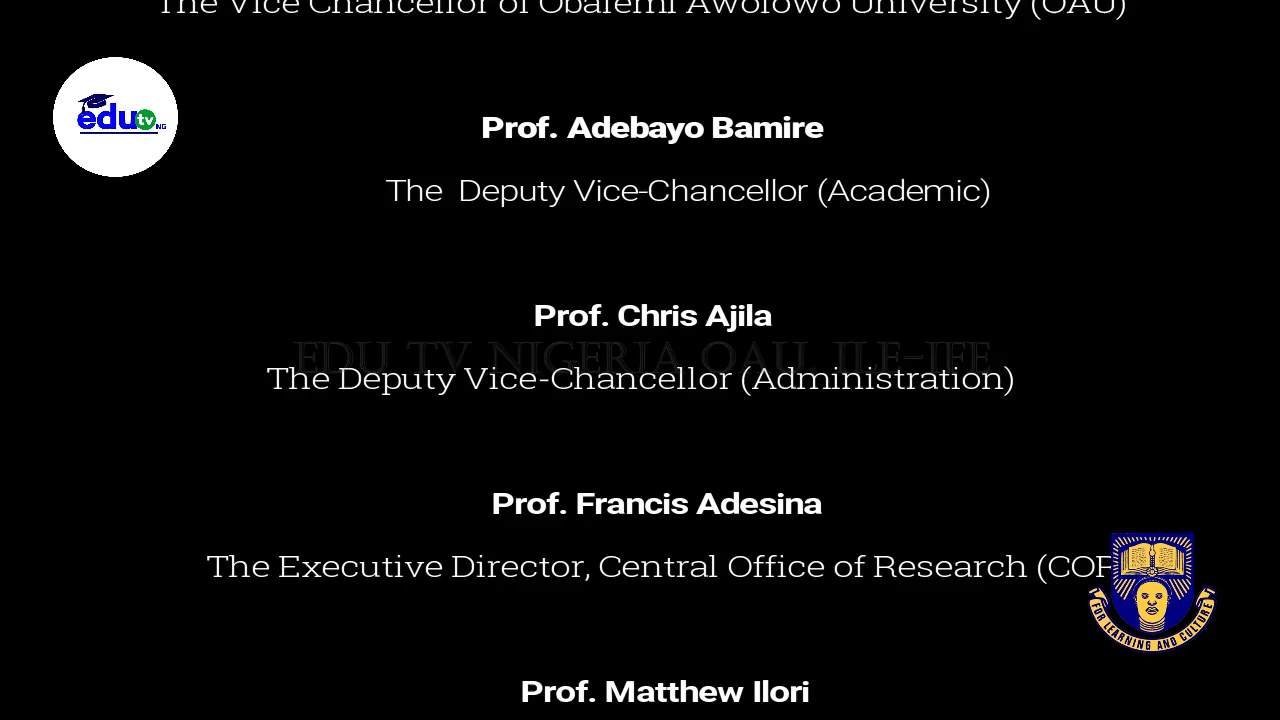 The Vice Chancellor of Obafemi Awolowo University (OAU)
edu tv NG
Prof. Adebayo Bamire
The Deputy Vice-Chancellor (Academic)
Prof. Chris Ajila
EDU TV NIGERIA OAU, ILE-IFE
The Deputy Vice-Chancellor (Administration)
Prof. Francis Adesina
The Executive Director, Central Office of Research (COR
FOR LEARNING AND CULTURE
Prof. Matthew Ilori